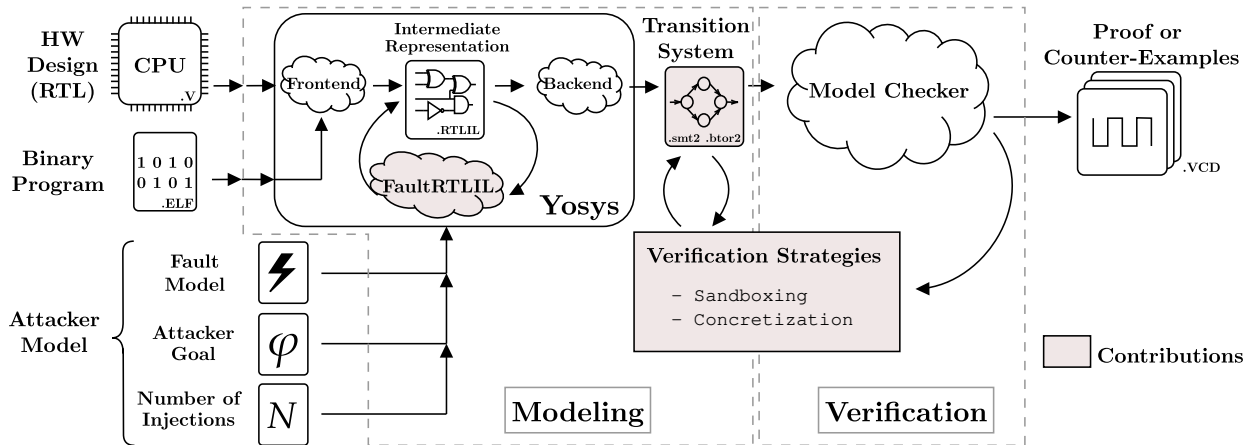 HW
Design
(RTL)
CPU
.V
Binary
Program
1 0 1 0
0 1 0 1
.ELF
Frontend
Intermediate
Representation
.RTLIL
Backend
FaultRTLIL
Yosys
Transition
System
.smt2 .btor2
Model Checker
Proof or
Counter-Examples
.VCD
Verification Strategies
– Sandboxing
– Concretization
Attacker
Model
Fault
Model
Attacker
Goal
φ
Number of
Injections
N
Modeling
Verification
Contributions